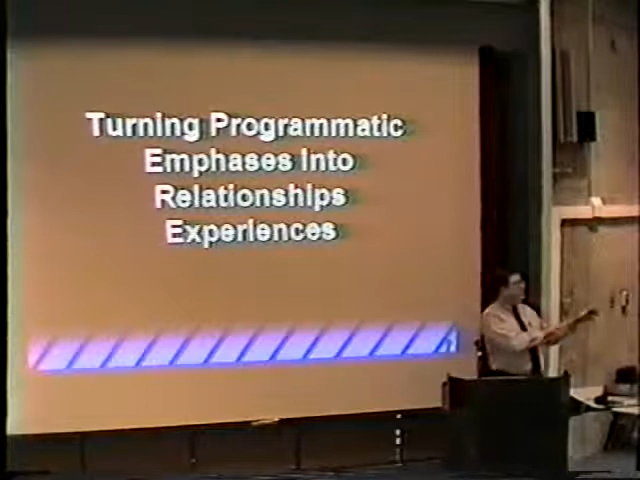 Turning Programmatic
Emphases Into
Relationships
Experiences